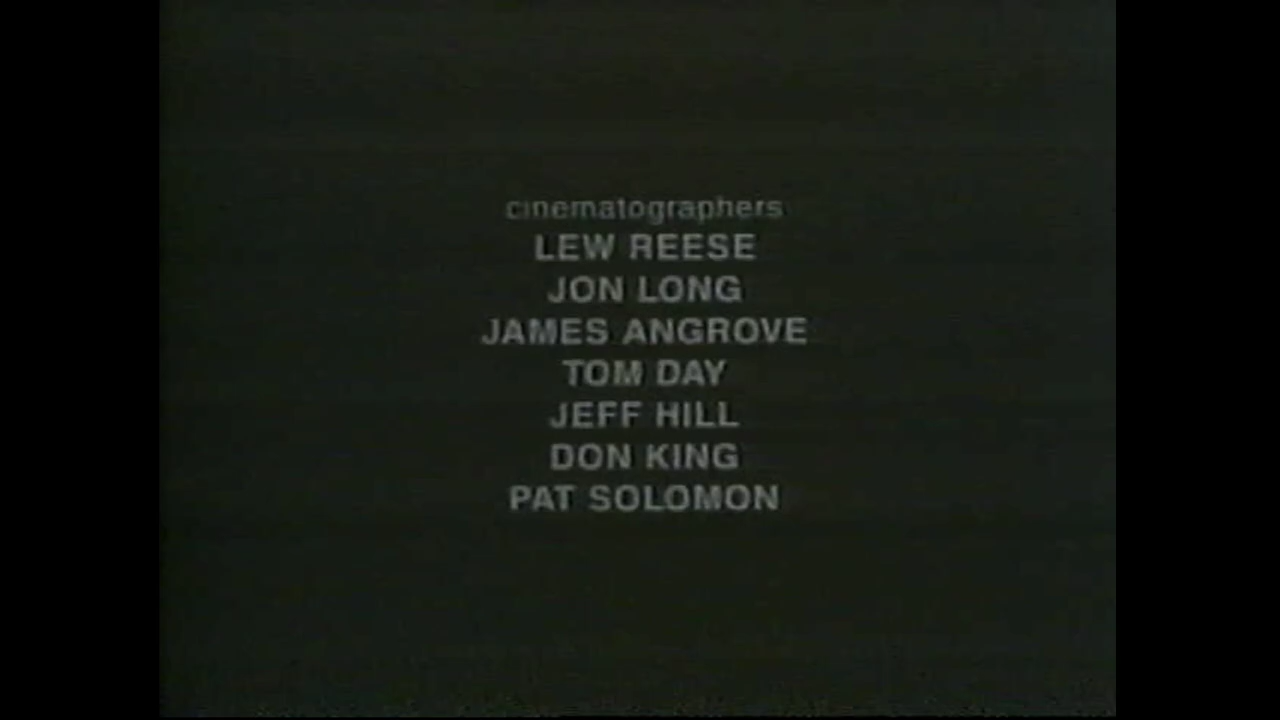 cinematographers
LEW REESE
JON LONG
JAMES ANGROVE
TOM DAY
JEFF HILL
DON KING
PAT SOLOMON